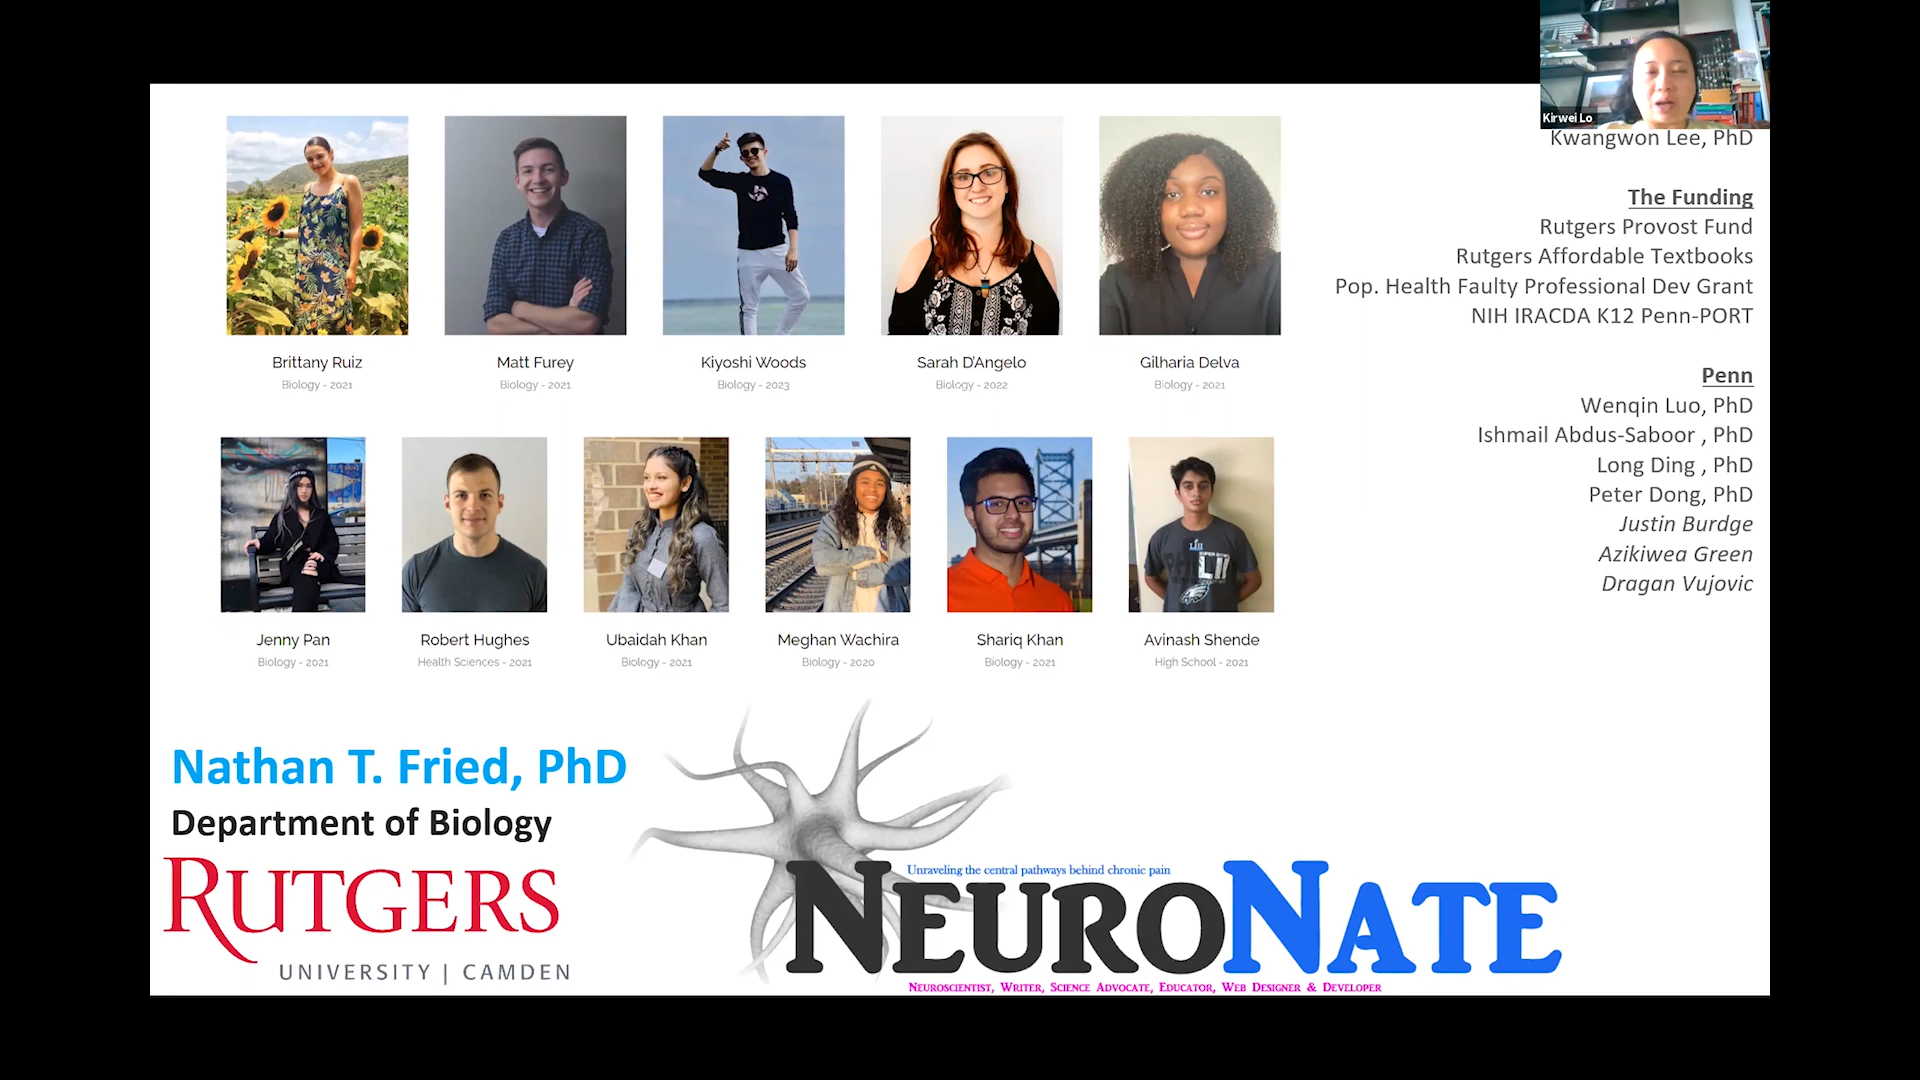 Kirwei Lo
Kwangwon Lee, PhD
The Funding
Rutgers Provost Fund
Rutgers Affordable Textbooks
Pop. Health Faulty Professional Dev Grant
NIH IRACDA K12 Penn-PORT
Penn
Wenqin Luo, PhD
Ishmail Abdus-Saboor , PhD
Long Ding , PhD
Peter Dong, PhD
Justin Burdge
Azikiwea Green
Dragan Vujovic
Brittany Ruiz
Biology - 2021
Matt Furey
Biology - 2021
Kiyoshi Woods
Biology - 2023
Sarah D'Angelo
Biology - 2022
Gilharia Delva
Biology - 2021
LII
SUPER BOWL
LII
Jenny Pan
Biology - 2021
Robert Hughes
Health Sciences - 2021
Ubaidah Khan
Biology - 2021
Meghan Wachira
Biology - 2020
Shariq Khan
Biology - 2021
Avinash Shende
High School - 2021
Nathan T. Fried, PhD
Department of Biology
RUTGERS
UNIVERSITY | CAMDEN
Unraveling the central pathways behind chronic pain
NEURONATE
NEUROSCIENTIST, WRITER, SCIENCE ADVOCATE, EDUCATOR, WEB DESIGNER & DEVELOPER